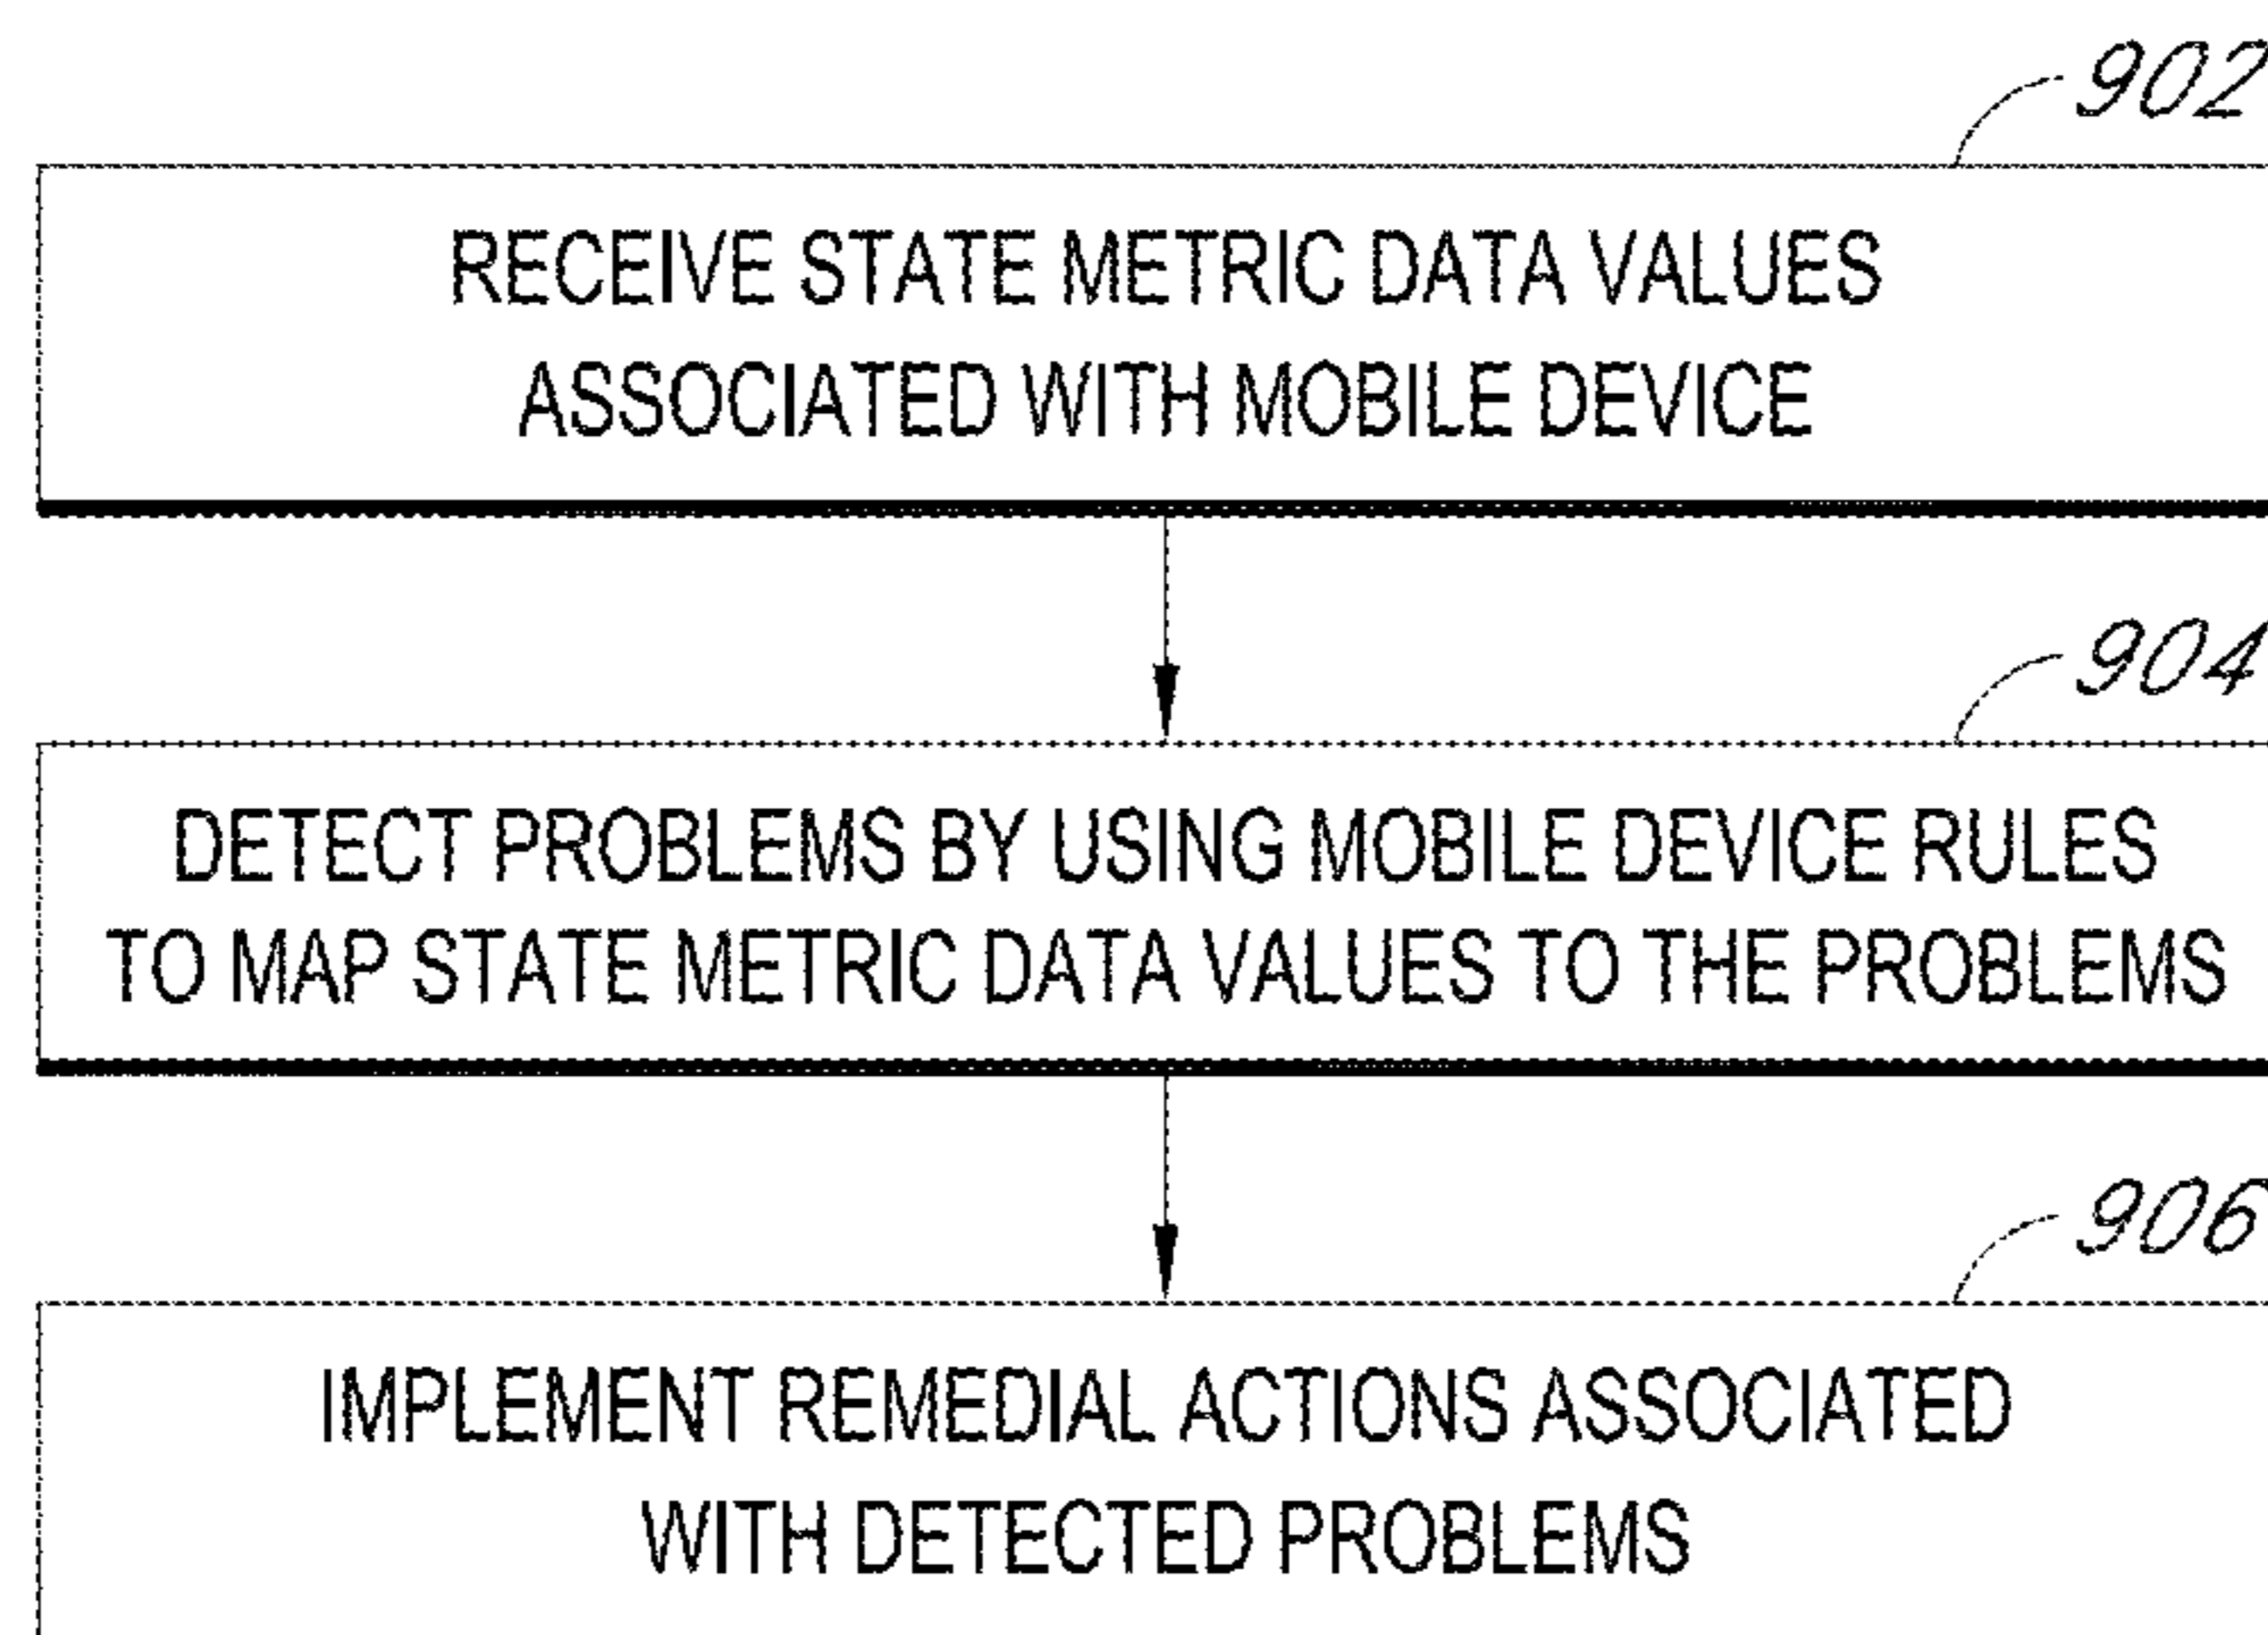 902
RECEIVE STATE METRIC DATA VALUES
ASSOCIATED WITH MOBILE DEVICE
904
DETECT PROBLEMS BY USING MOBILE DEVICE RULES
TO MAP STATE METRIC DATA VALUES TO THE PROBLEMS
906
IMPLEMENT REMEDIAL ACTIONS ASSOCIATED
WITH DETECTED PROBLEMS